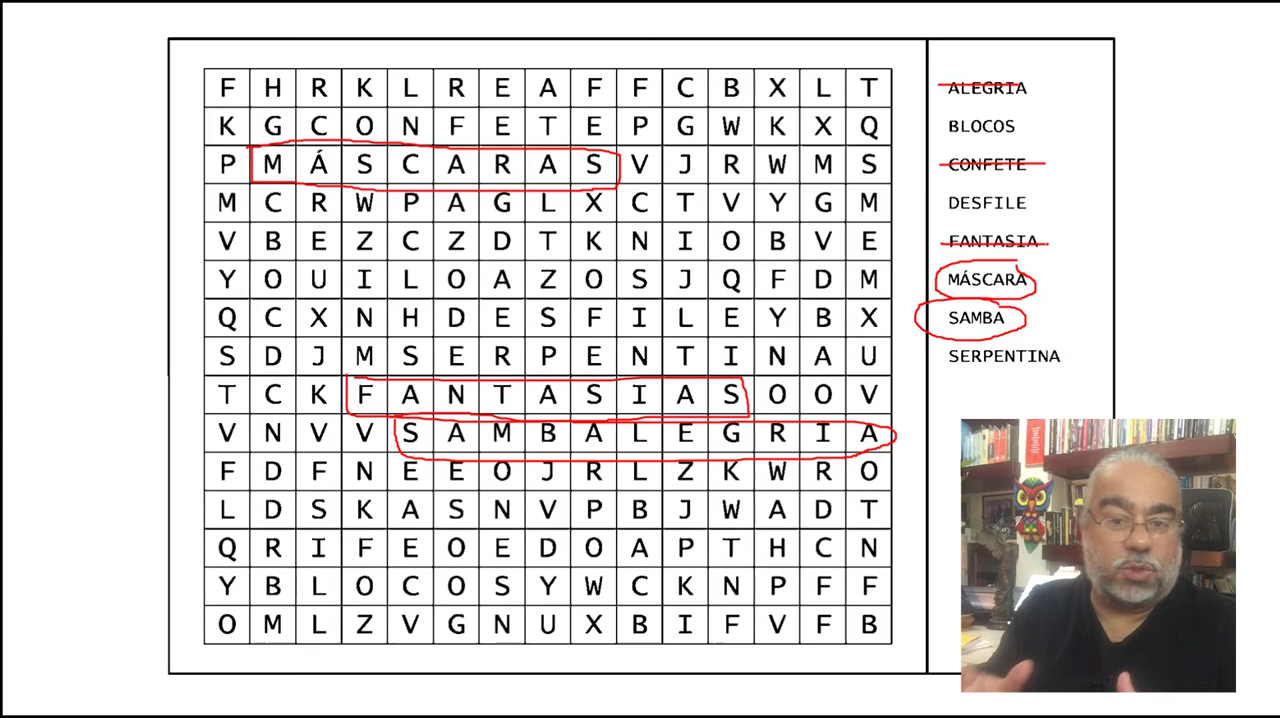 F H R K L R E A F F C B X L T
K G C O N F E T E P G W K X Q
P M Á S C A R A S V J R W M S
M C R W P A G L X C T V Y G M
V B E Z C Z D T K N I O B V E
Y O U I L O A Z O S J Q F D M
Q C X N H D E S F I L E Y B X
S D J M S E R P E N T I N A U
T C K F A N T A S I A S O O V
V N V V S A M B A L E G R I A
F D F N E E O J R L Z K W R O
L D S K A S N V P B J W A D T
Q R I F E O E D O A P T H C N
Y B L O C O S Y W C K N P F F
O M L Z V G N U X B I F V F B
ALEGRIA
BLOCOS
CONFETE
DESFILE
FANTASIA
MÁSCARA
SAMBA
SERPENTINA